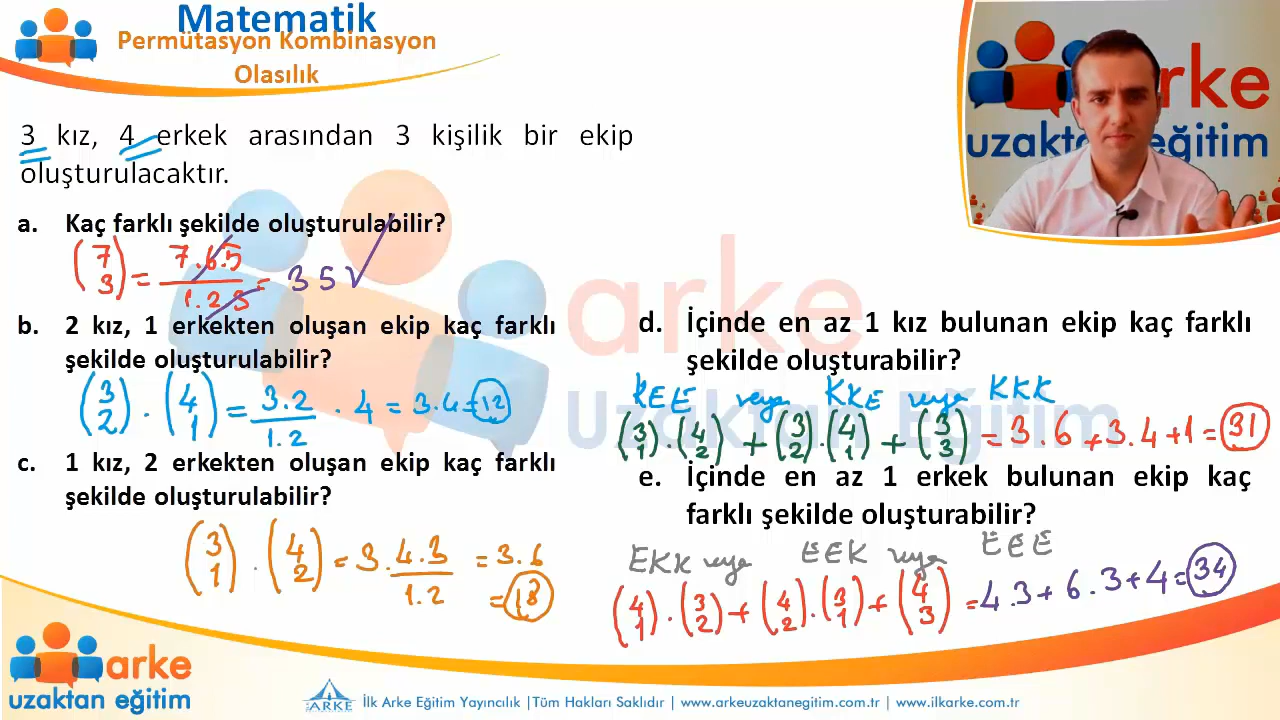 Matematik
Permütasyon Kombinasyon
Olasılık
arke
uzaktan eğitim
3 kız, 4 erkek arasından 3 kişilik bir ekip
oluşturulacaktır.
a. Kaç farklı şekilde oluşturulabilir?
(7 3) = 7.6.5 / 1.2.3 = 35 √
b. 2 kız, 1 erkekten oluşan ekip kaç farklı
şekilde oluşturulabilir?
(3 2) . (4 1) = 3.2 / 1.2 . 4 = 3.4 = 12
c. 1 kız, 2 erkekten oluşan ekip kaç farklı
şekilde oluşturulabilir?
(3 1) . (4 2) = 3 . 4.3 / 1.2 = 3.6
= 18
arke
Uzaktan Eğitim
d. İçinde en az 1 kız bulunan ekip kaç farklı
şekilde oluşturabilir?
KEE veya KKE veya KKK
(3 1) . (4 2) + (3 2) . (4 1) + (3 3) = 3.6 + 3.4 + 1 = 31
e. İçinde en az 1 erkek bulunan ekip kaç
farklı şekilde oluşturabilir?
EKK veya EEK veya EEE
(4 1) . (3 2) + (4 2) . (3 1) + (4 3) = 4.3 + 6.3 + 4 = 34
arke
uzaktan eğitim
ARKE
İlk Arke Eğitim Yayıncılık |Tüm Hakları Saklıdır | www.arkeuzaktanegitim.com.tr | www.ilkarke.com.tr